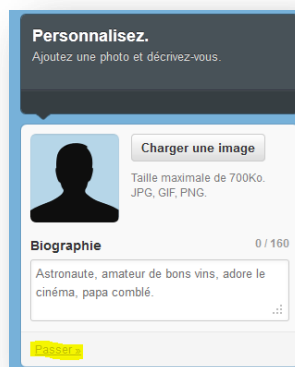 Personnalisez.
Ajoutez une photo et décrivez-vous.
Charger une image
Taille maximale de 700Ko.
JPG, GIF, PNG.
Biographie 0 / 160
Astronaute, amateur de bons vins, adore le
cinéma, papa comblé.
Passer »